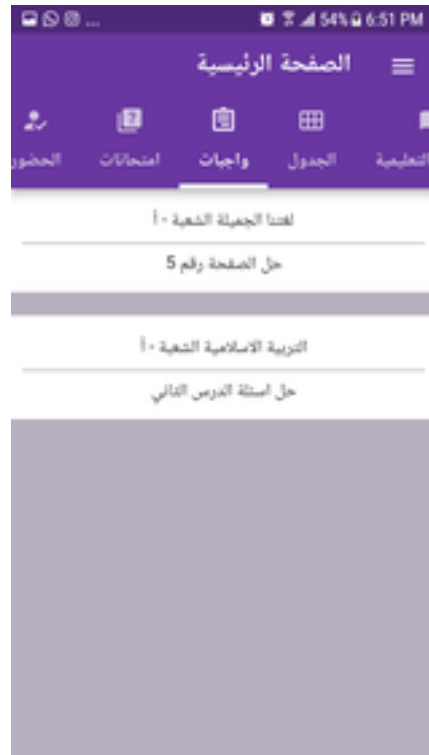 ... 54% 6:51 PM
الصفحة الرئيسية
التعليمية
الجدول
واجبات
امتحانات
الحضور
لغتنا الجميلة الشعبة - أ
حل الصفحة رقم 5
التربية الاسلامية الشعبة - أ
حل اسئلة الدرس الثاني